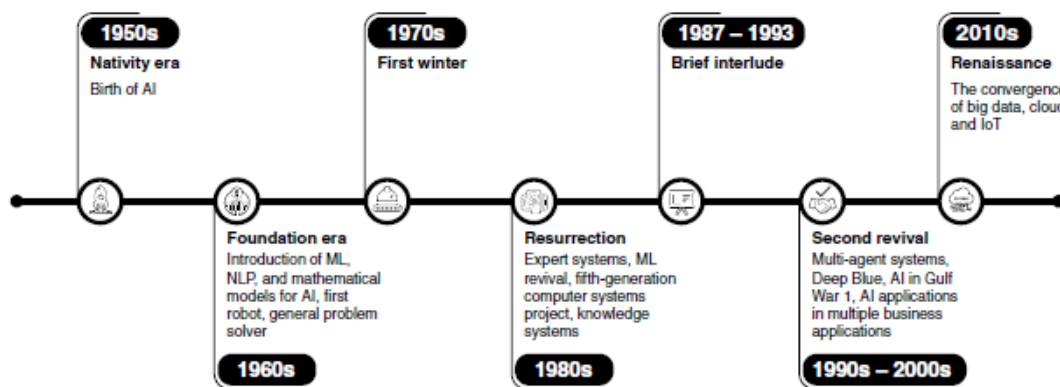 1950s
Nativity era
Birth of AI
1970s
First winter
1987 – 1993
Brief interlude
2010s
Renaissance
The convergence
of big data, cloud
and IoT
Foundation era
Introduction of ML,
NLP, and mathematical
models for AI, first
robot, general problem
solver
1960s
Resurrection
Expert systems, ML
revival, fifth-generation
computer systems
project, knowledge
systems
1980s
Second revival
Multi-agent systems,
Deep Blue, AI in Gulf
War 1, AI applications
in multiple business
applications
1990s – 2000s